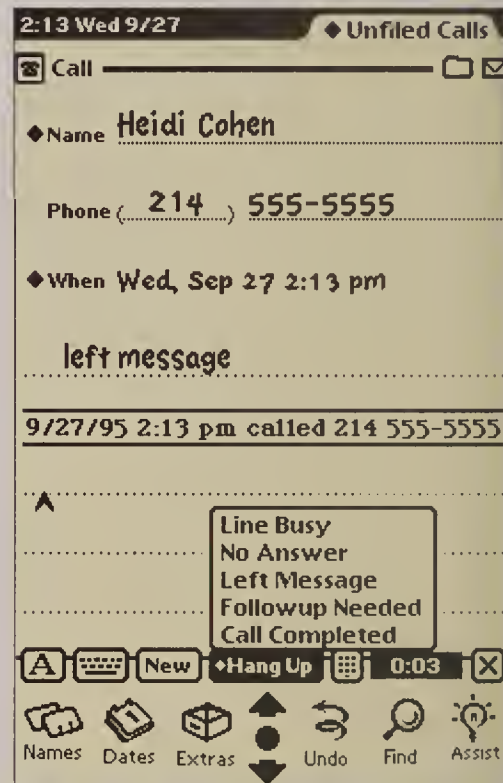 2:13 Wed 9/27 ◆ Unfiled Calls
Call
◆Name Heidi Cohen
Phone ( 214 ) 555-5555
◆When Wed, Sep 27 2:13 pm
left message
9/27/95 2:13 pm called 214 555-5555
Line Busy
No Answer
Left Message
Followup Needed
Call Completed
A New ◆Hang Up 0:03 X
Names Dates Extras Undo Find Assist